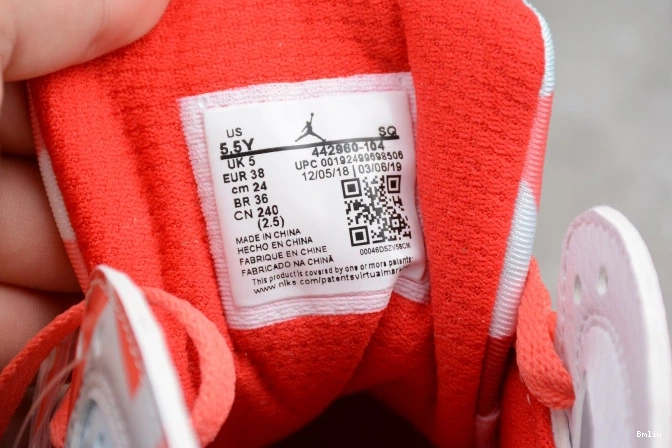 US SQ
5.5Y 442960-104
UK 5 UPC 00192499698506
EUR 38 12/05/18 | 03/06/19
cm 24
BR 36
CN 240
(2.5)
MADE IN CHINA
HECHO EN CHINA
FABRIQUE EN CHINE
FABRICADO NA CHINA
00046DSZV58CM
This product is covered by one or more patents.
www.nike.com/patentsvirtualmark
Bmlin